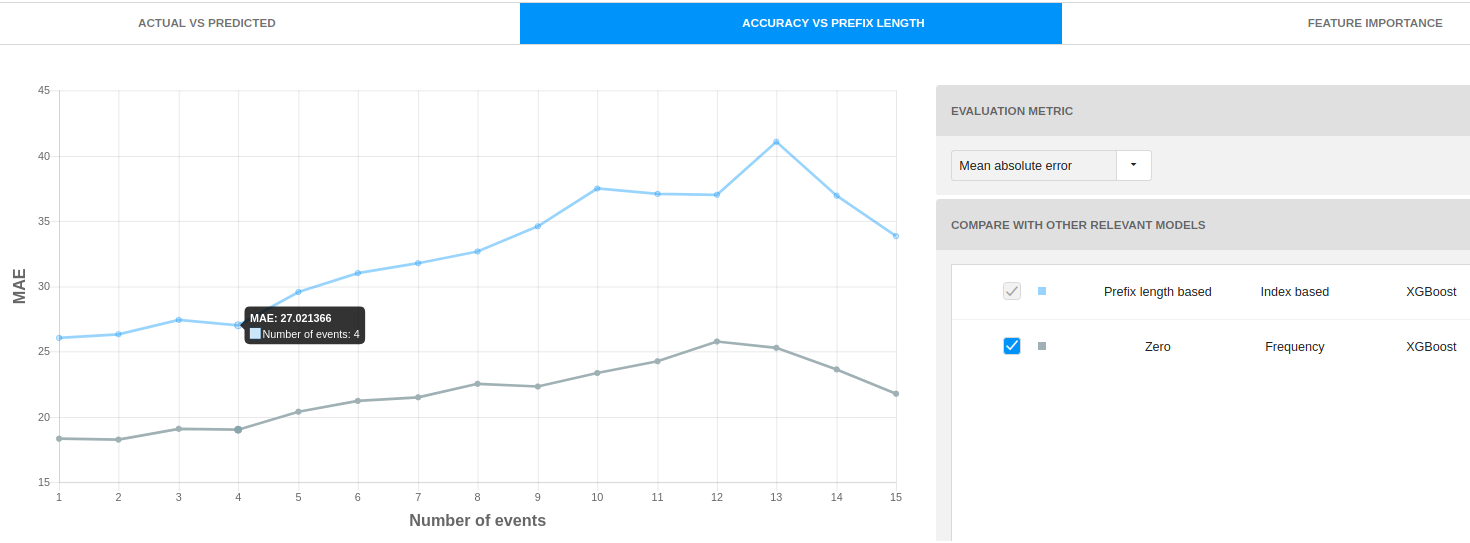 ACTUAL VS PREDICTED
ACCURACY VS PREFIX LENGTH
FEATURE IMPORTANCE
45
40
35
30
25
20
15
MAE
MAE: 27.021366
Number of events: 4
1 2 3 4 5 6 7 8 9 10 11 12 13 14 15
Number of events
EVALUATION METRIC
Mean absolute error
COMPARE WITH OTHER RELEVANT MODELS
Prefix length based Index based XGBoost
Zero Frequency XGBoost